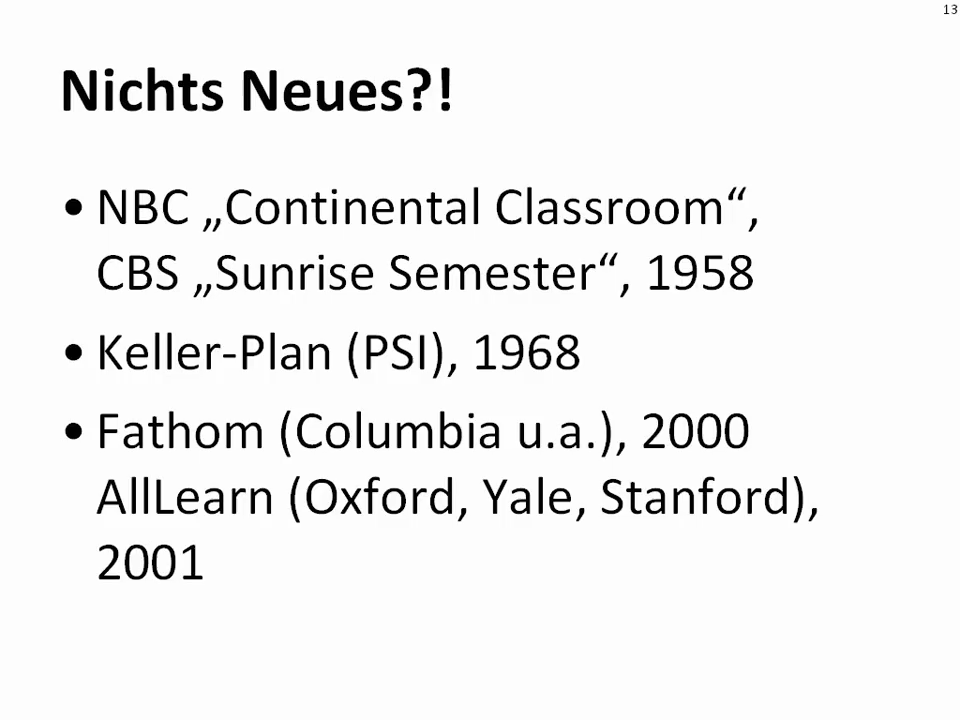 13
Nichts Neues?!
• NBC „Continental Classroom“,
CBS „Sunrise Semester“, 1958
• Keller-Plan (PSI), 1968
• Fathom (Columbia u.a.), 2000
AllLearn (Oxford, Yale, Stanford),
2001